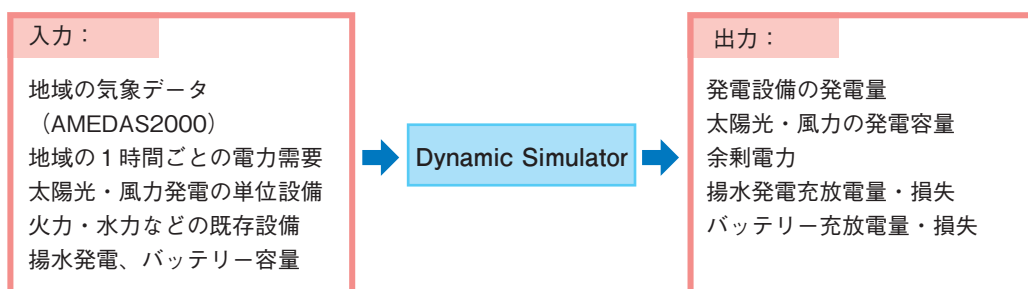 入力：
地域の気象データ
（AMEDAS2000）
地域の１時間ごとの電力需要
太陽光・風力発電の単位設備
火力・水力などの既存設備
揚水発電、バッテリー容量
Dynamic Simulator
出力：
発電設備の発電量
太陽光・風力の発電容量
余剰電力
揚水発電充放電量・損失
バッテリー充放電量・損失